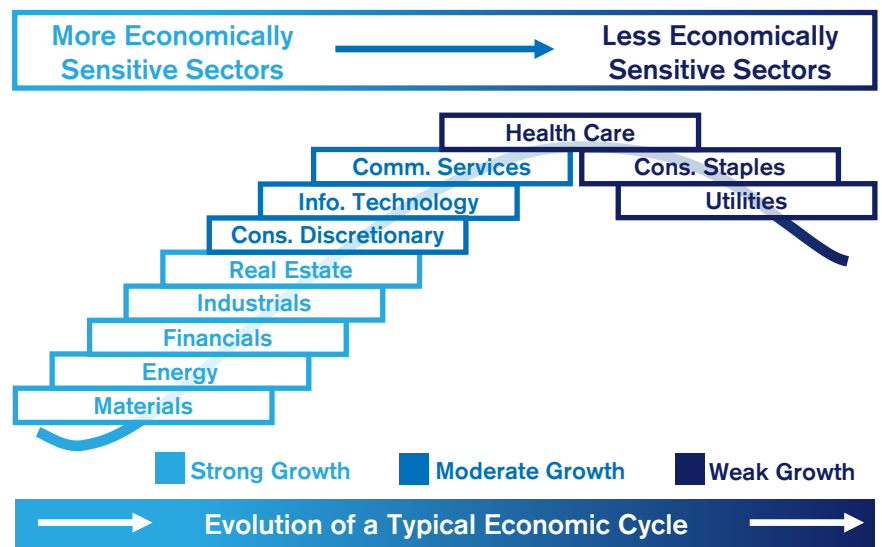 More Economically
Sensitive Sectors
Less Economically
Sensitive Sectors
Health Care
Comm. Services
Cons. Staples
Info. Technology
Utilities
Cons. Discretionary
Real Estate
Industrials
Financials
Energy
Materials
Strong Growth
Moderate Growth
Weak Growth
Evolution of a Typical Economic Cycle